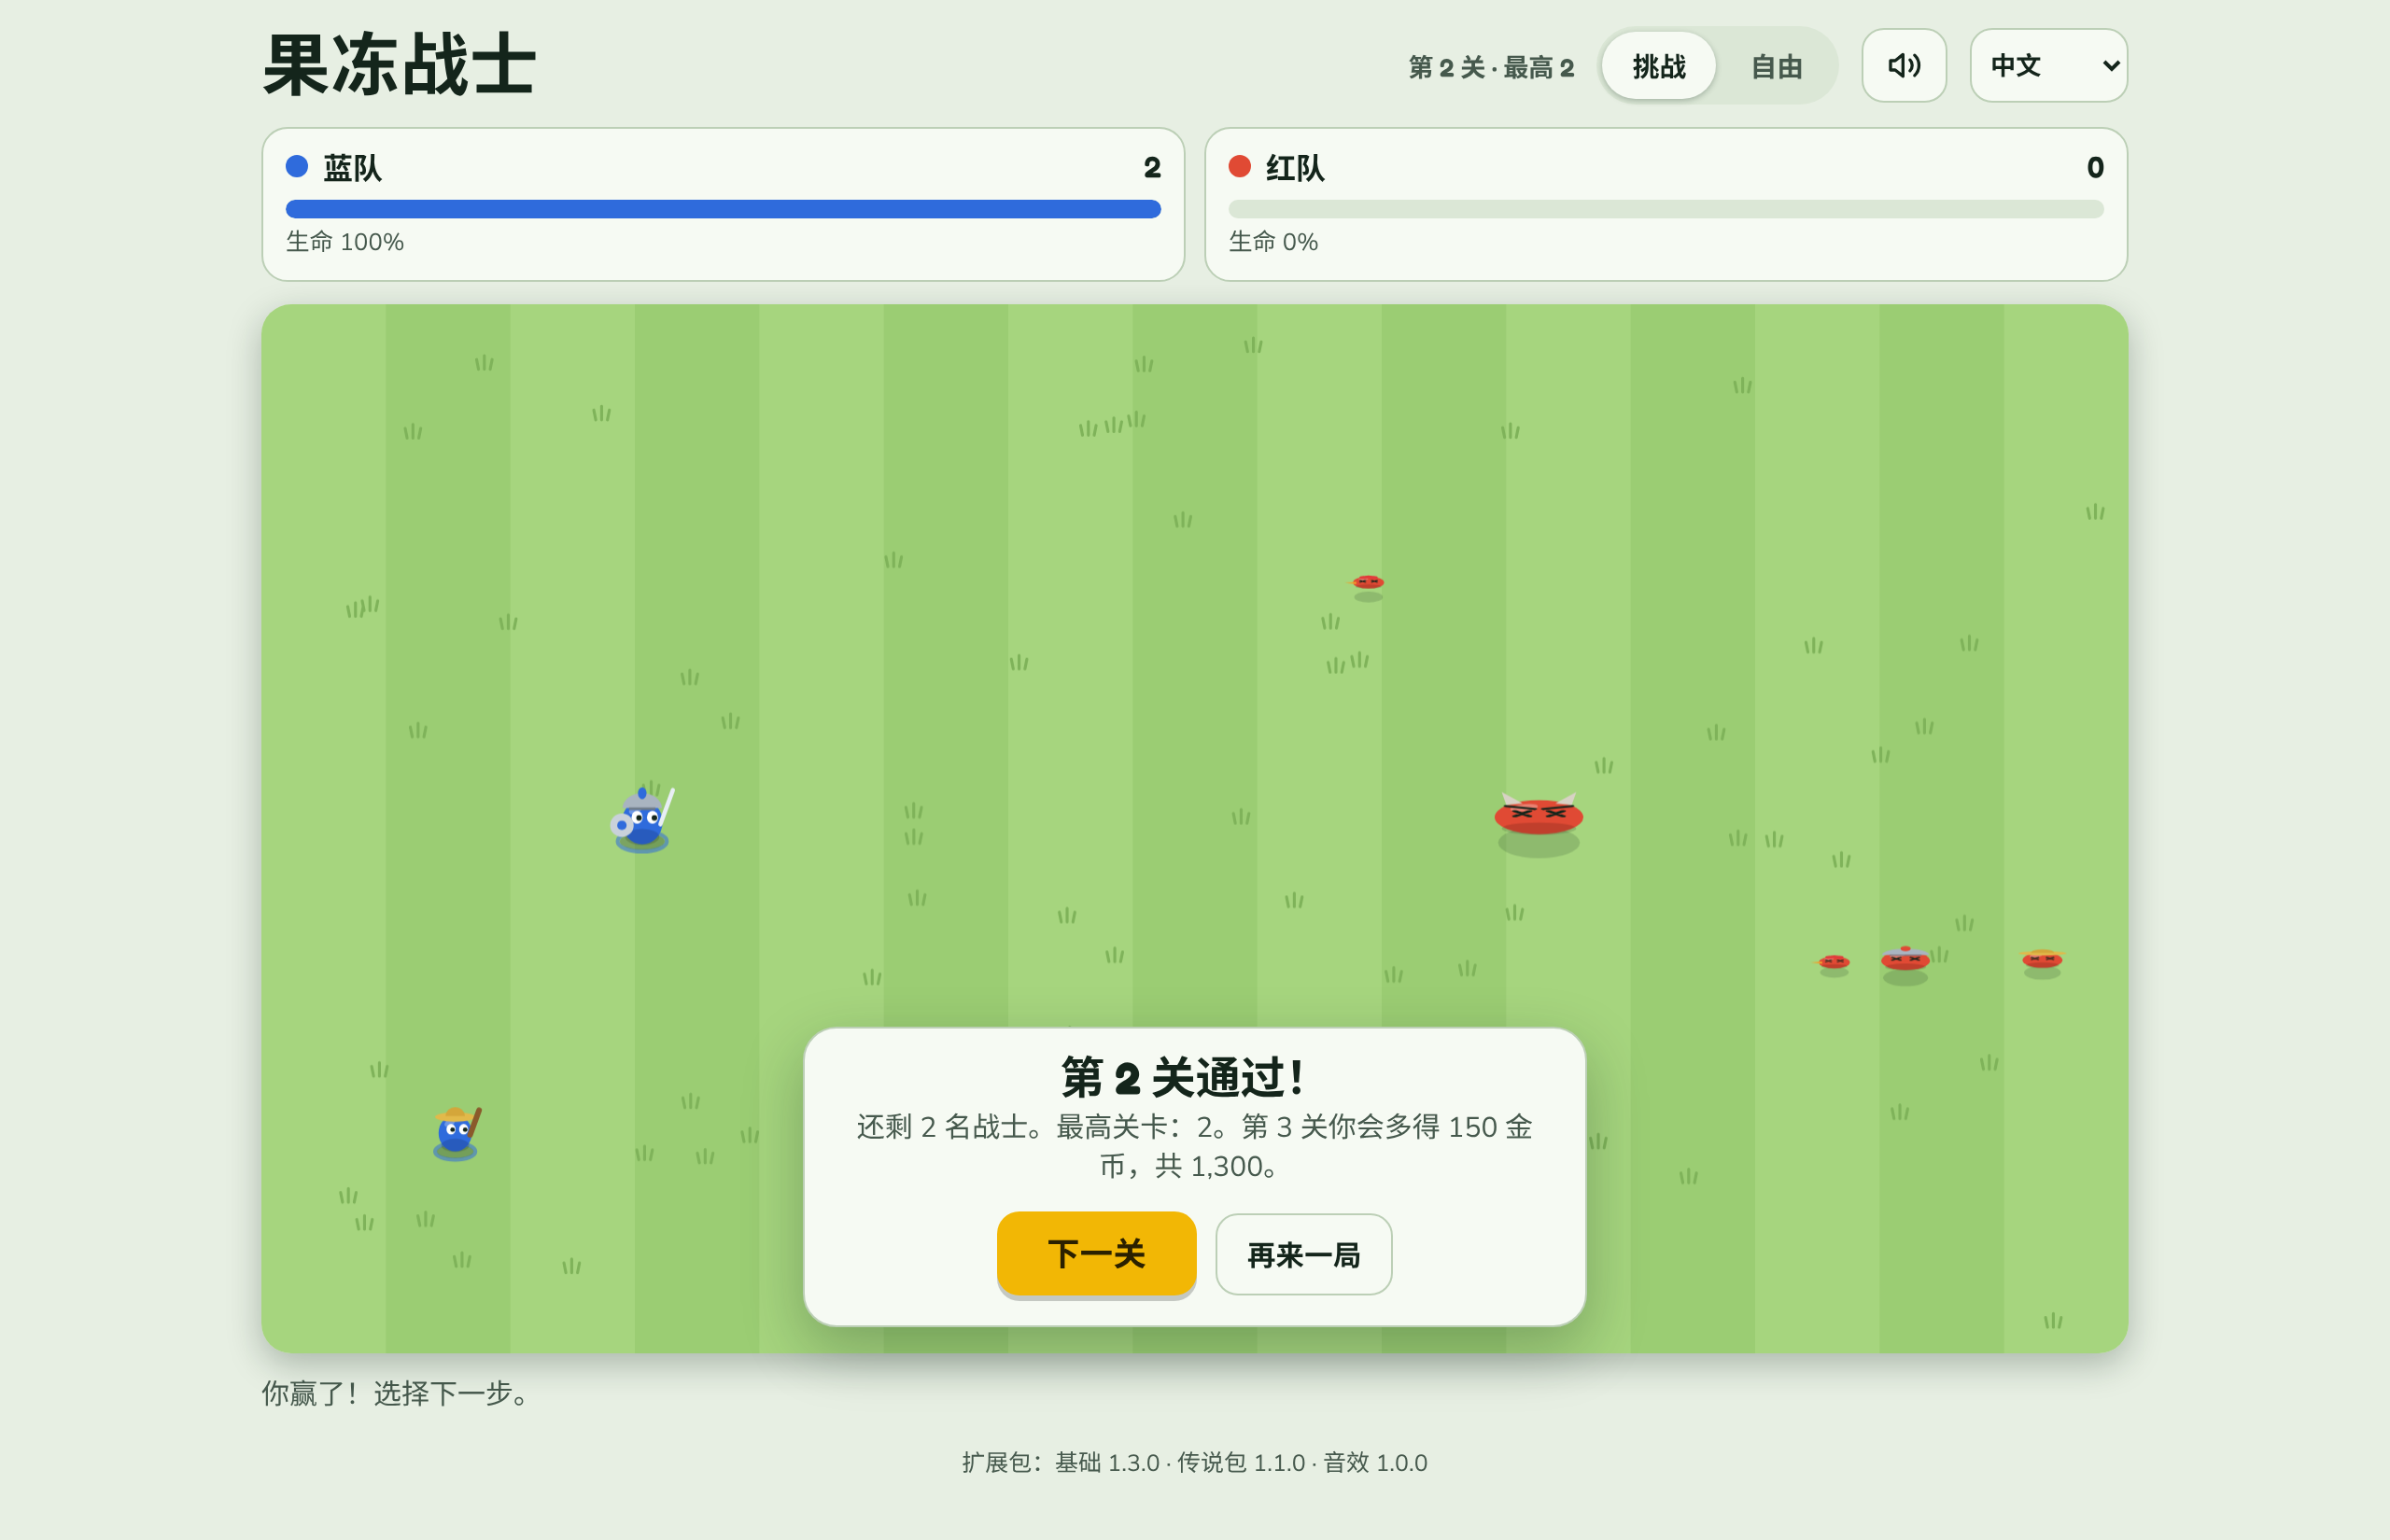 果冻战士
第 2 关 · 最高 2
挑战
自由
中文
蓝队
2
生命 100%
红队
0
生命 0%
第 2 关通过！
还剩 2 名战士。最高关卡：2。第 3 关你会多得 150 金
币，共 1,300。
下一关
再来一局
你赢了！选择下一步。
扩展包：基础 1.3.0 · 传说包 1.1.0 · 音效 1.0.0